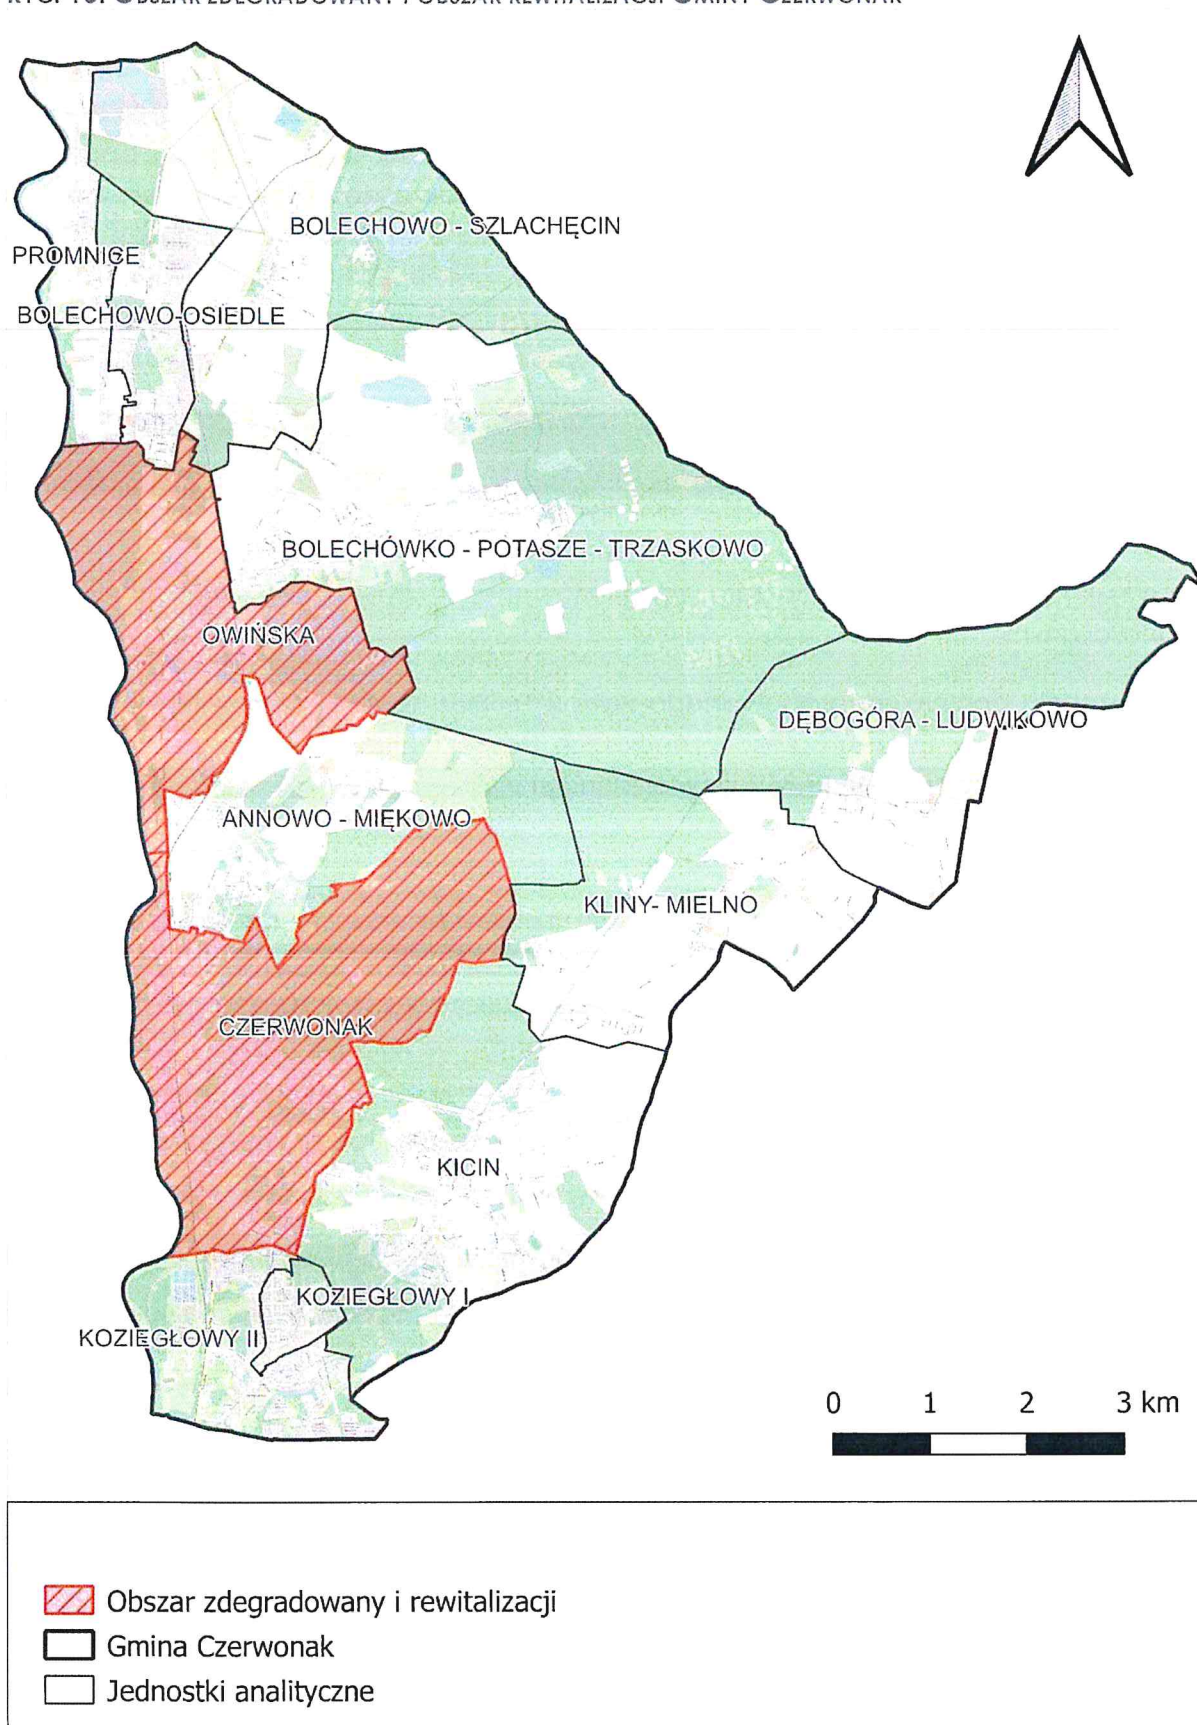 BOLECHOWO - SZLACHĘCIN
PROMNICE
BOLECHOWO-OSIEDLE
BOLECHÓWKO - POTASZE - TRZASKOWO
OWIŃSKA
DĘBOGÓRA - LUDWIKOWO
ANNOWO - MIĘKOWO
KLINY- MIELNO
CZERWONAK
KICIN
KOZIEGŁOWY I
KOZIEGŁOWY II
0 1 2 3 km
Obszar zdegradowany i rewitalizacji
Gmina Czerwonak
Jednostki analityczne